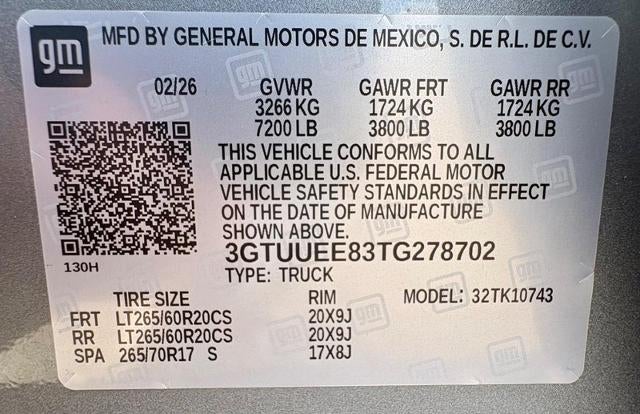 gm MFD BY GENERAL MOTORS DE MEXICO, S. DE R.L. DE C.V.
02/26 GVWR GAWR FRT GAWR RR
3266 KG 1724 KG 1724 KG
7200 LB 3800 LB 3800 LB
THIS VEHICLE CONFORMS TO ALL
APPLICABLE U.S. FEDERAL MOTOR
VEHICLE SAFETY STANDARDS IN EFFECT
ON THE DATE OF MANUFACTURE
SHOWN ABOVE.
3GTUUEE83TG278702
130H
TYPE: TRUCK
TIRE SIZE RIM MODEL: 32TK10743
FRT LT265/60R20CS 20X9J
RR LT265/60R20CS 20X9J
SPA 265/70R17 S 17X8J